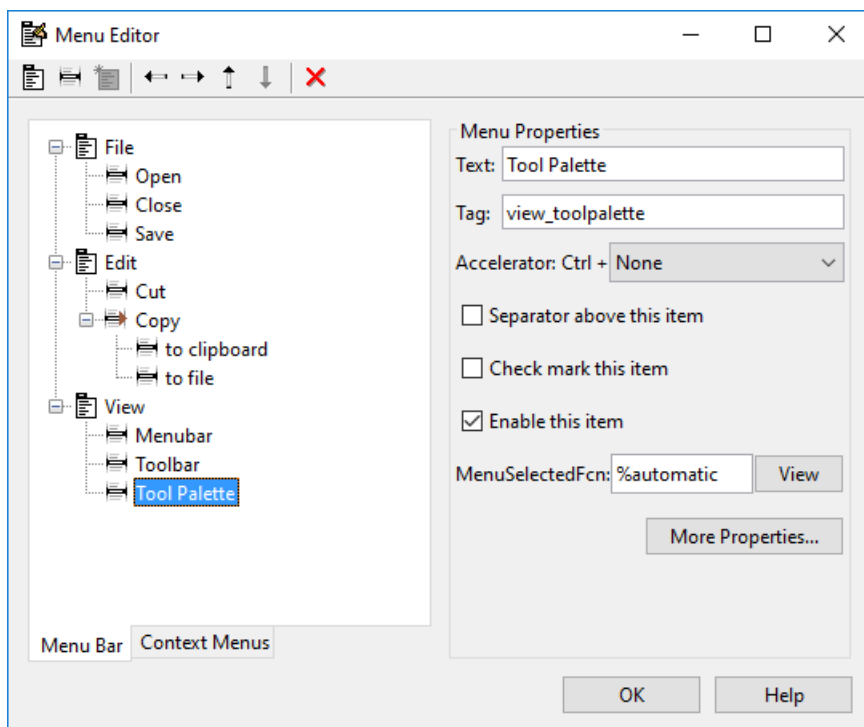 Menu Editor
File
Open
Close
Save
Edit
Cut
Copy
to clipboard
to file
View
Menubar
Toolbar
Tool Palette
Menu Bar
Context Menus
Menu Properties
Text: Tool Palette
Tag: view_toolpalette
Accelerator: Ctrl + None
Separator above this item
Check mark this item
Enable this item
MenuSelectedFcn: %automatic View
More Properties...
OK Help